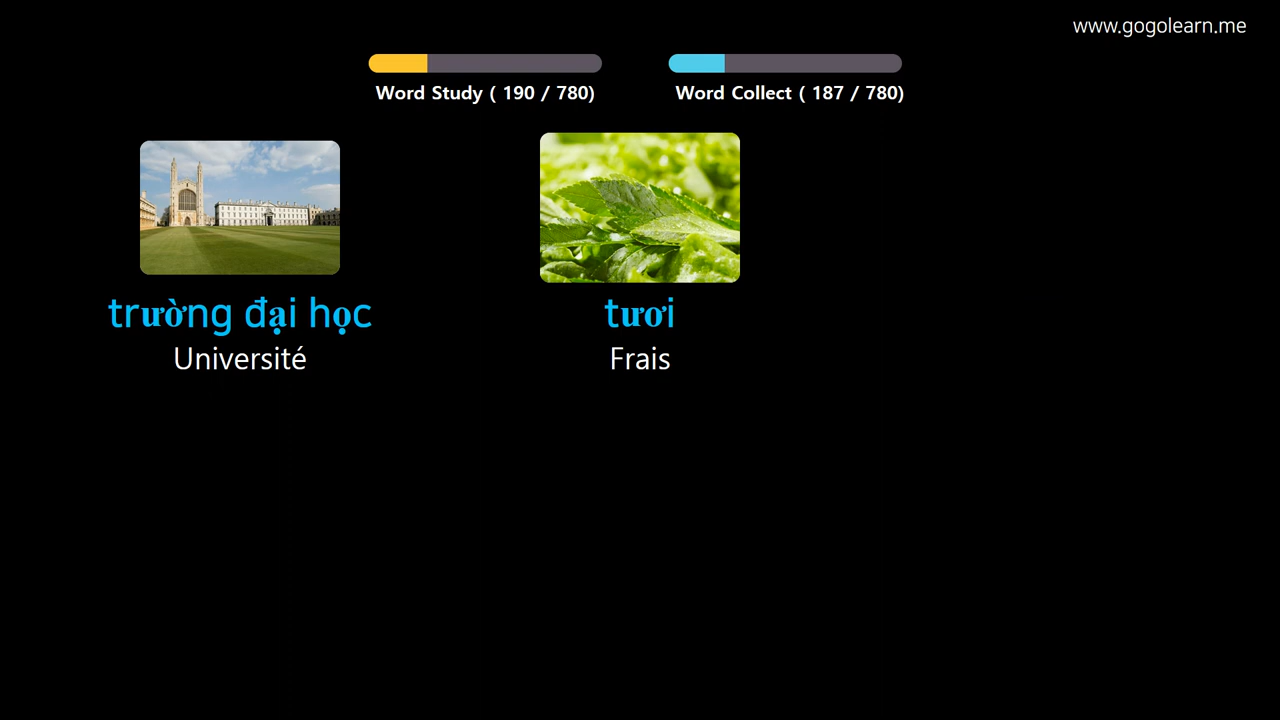 www.gogolearn.me
Word Study ( 190 / 780)
Word Collect ( 187 / 780)
trường đại học
Université
tươi
Frais